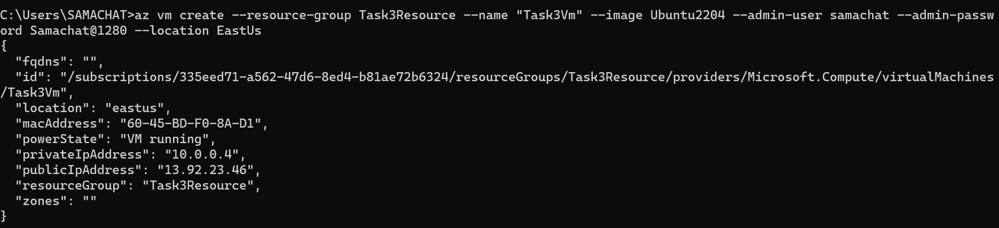 C:\Users\SAMACHAT>az vm create --resource-group Task3Resource --name "Task3Vm" --image Ubuntu2204 --admin-user samachat --admin-passw
ord Samachat@1280 --location EastUs
{
  "fqdns": "",
  "id": "/subscriptions/335eed71-a562-47d6-8ed4-b81ae72b6324/resourceGroups/Task3Resource/providers/Microsoft.Compute/virtualMachines
/Task3Vm",
  "location": "eastus",
  "macAddress": "60-45-BD-F0-8A-D1",
  "powerState": "VM running",
  "privateIpAddress": "10.0.0.4",
  "publicIpAddress": "13.92.23.46",
  "resourceGroup": "Task3Resource",
  "zones": ""
}